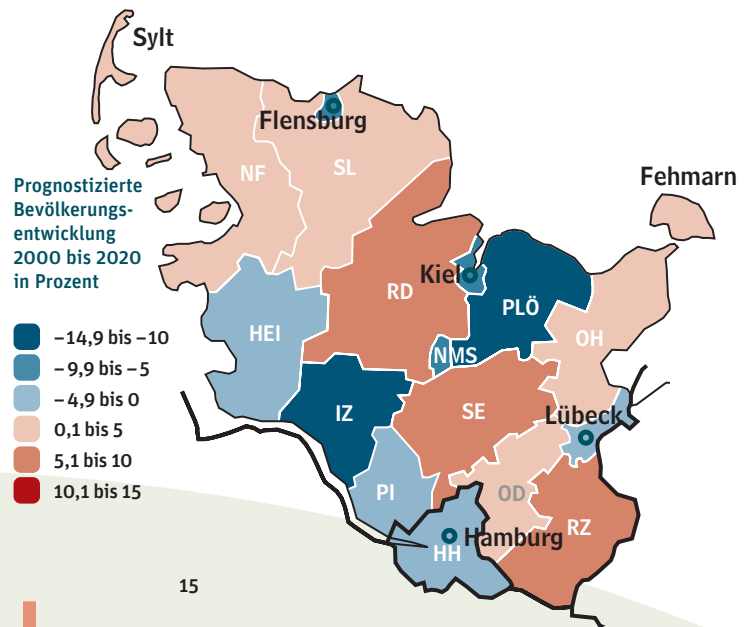 Sylt
Flensburg
NF
SL
Fehmarn
Prognostizierte
Bevölkerungs-
entwicklung
2000 bis 2020
in Prozent
Kiel
RD
PLÖ
HEI
OH
–14,9 bis –10
–9,9 bis –5
–4,9 bis 0
0,1 bis 5
5,1 bis 10
10,1 bis 15
NMS
IZ
SE
Lübeck
PI
OD
RZ
Hamburg
HH
15